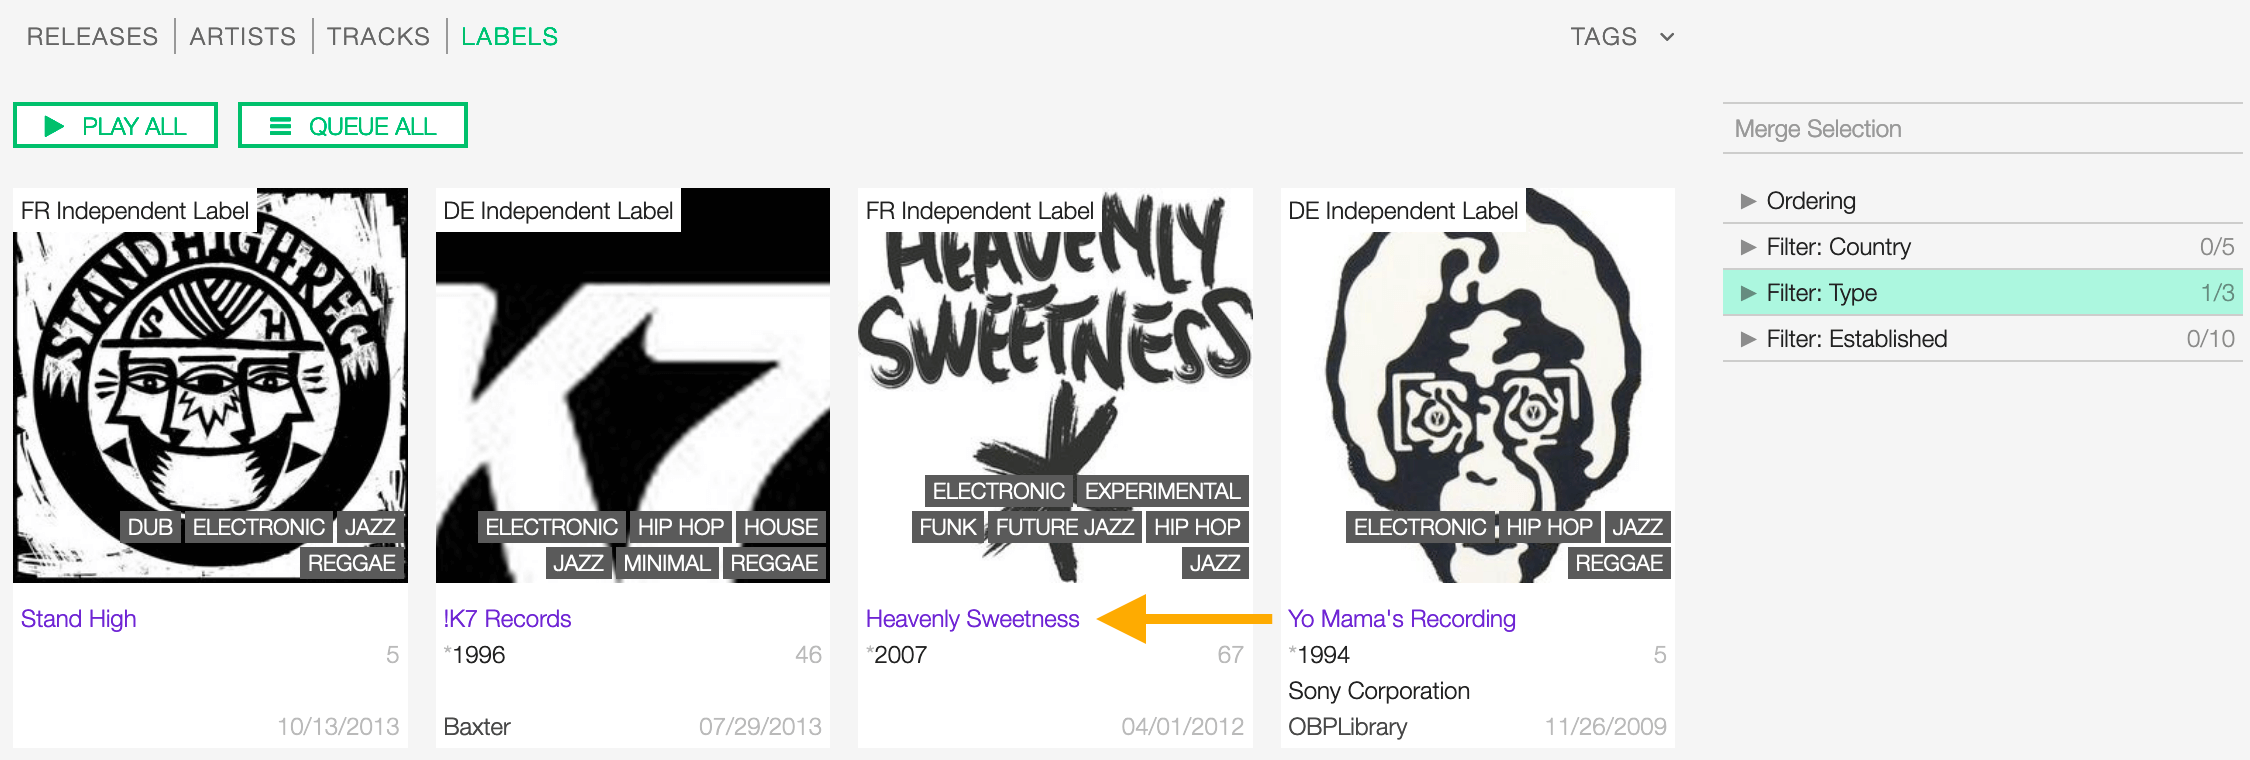 RELEASES ARTISTS TRACKS LABELS TAGS
PLAY ALL QUEUE ALL
Merge Selection
Ordering
Filter: Country 0/5
Filter: Type 1/3
Filter: Established 0/10
FR Independent Label
STAND HIGH REC
S H
DUB ELECTRONIC JAZZ
REGGAE
Stand High
5
10/13/2013
DE Independent Label
K7
ELECTRONIC HIP HOP HOUSE
JAZZ MINIMAL REGGAE
!K7 Records
*1996 46
Baxter 07/29/2013
FR Independent Label
HEAVENLY
SWEETNESS
ELECTRONIC EXPERIMENTAL
FUNK FUTURE JAZZ HIP HOP
JAZZ
Heavenly Sweetness
*2007 67
04/01/2012
DE Independent Label
Y Y
ELECTRONIC HIP HOP JAZZ
REGGAE
Yo Mama's Recording
*1994 5
Sony Corporation
OBPLibrary 11/26/2009